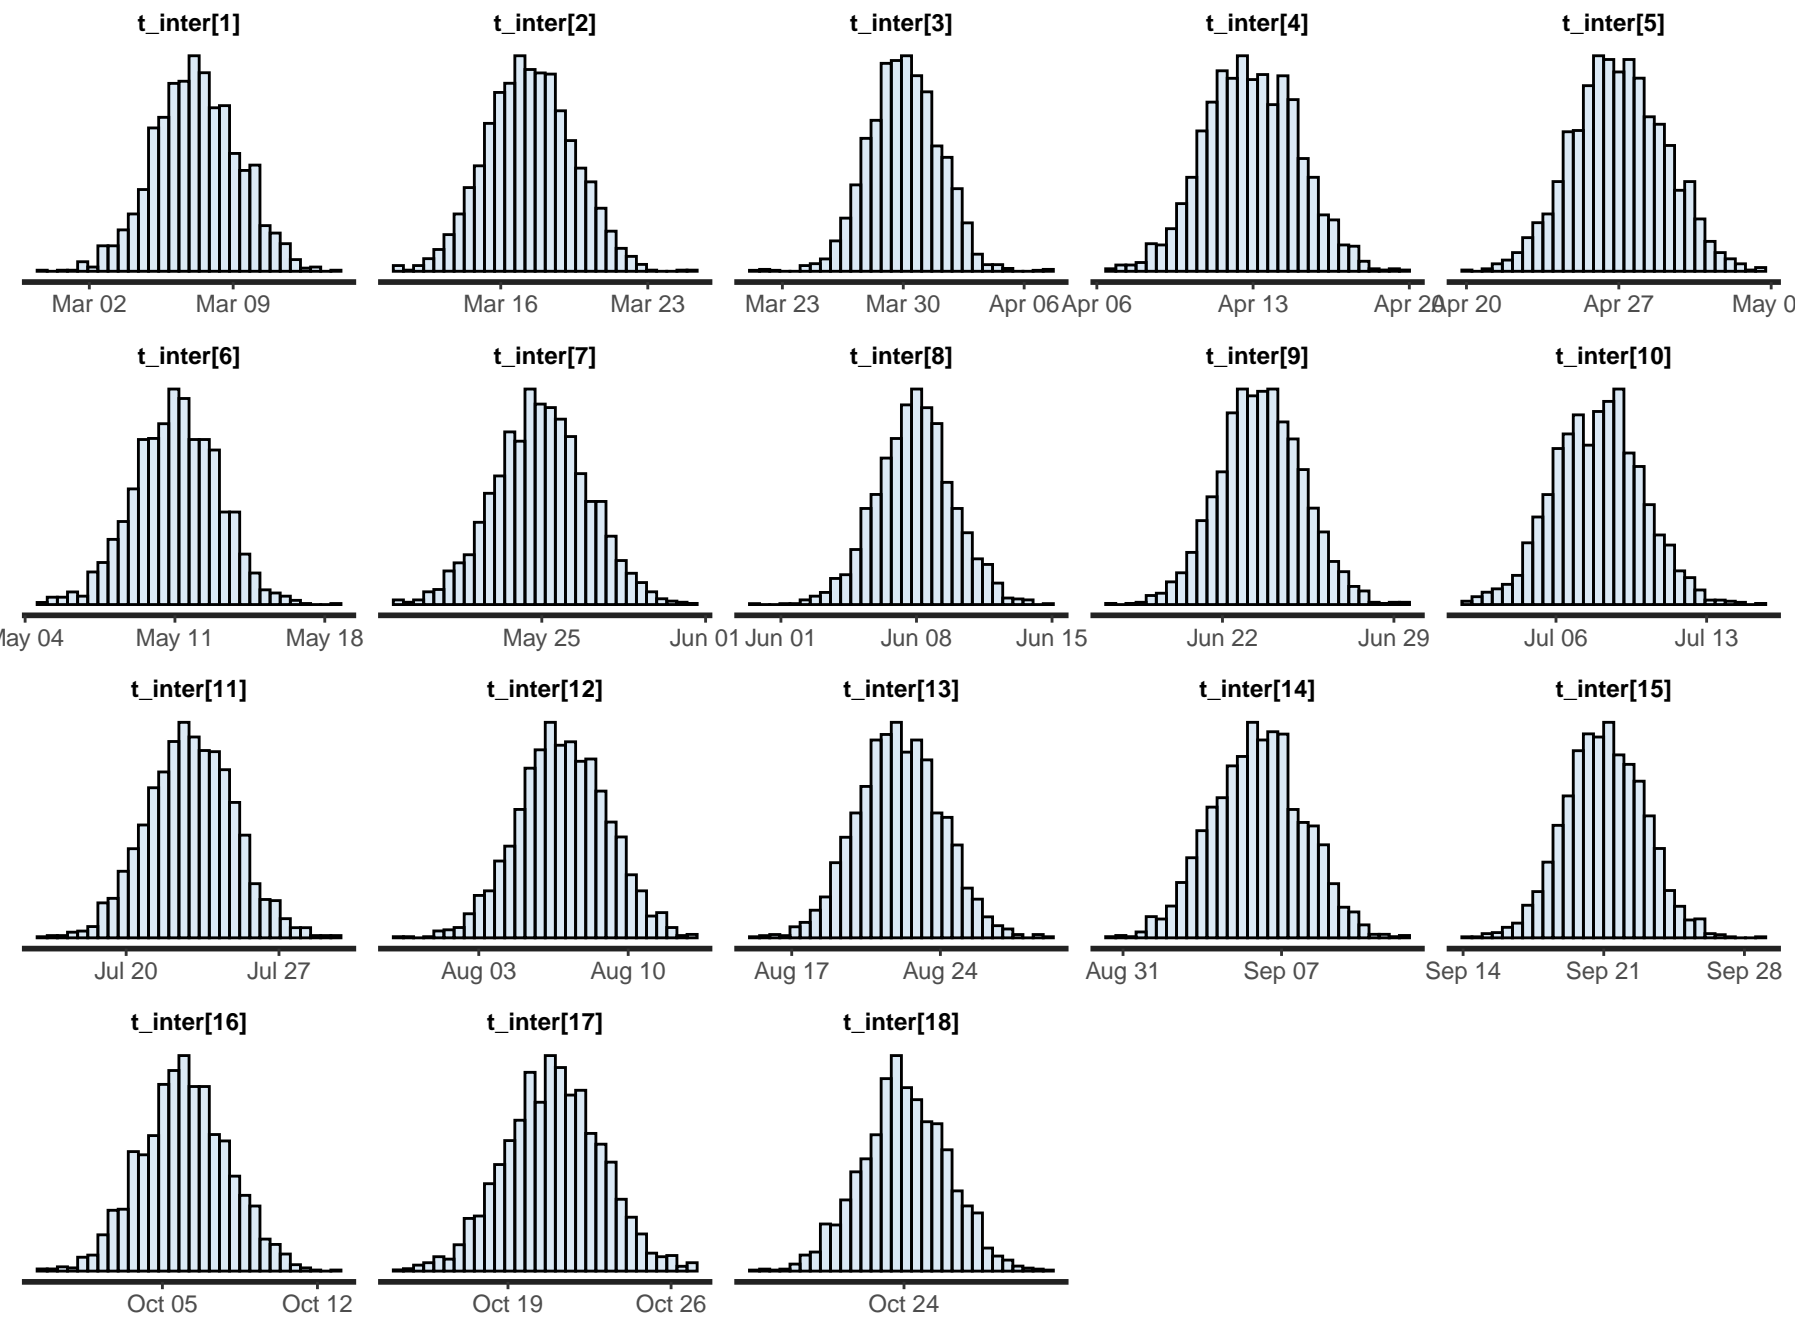 t_inter[1] t_inter[2] t_inter[3] t_inter[4] t_inter[5]
Mar 02 Mar 09 Mar 16 Mar 23 Mar 23 Mar 30 Apr 06 Apr 06 Apr 13 Apr 20 Apr 20 Apr 27 May 0
t_inter[6] t_inter[7] t_inter[8] t_inter[9] t_inter[10]
May 04 May 11 May 18 May 25 Jun 01 Jun 01 Jun 08 Jun 15 Jun 22 Jun 29 Jul 06 Jul 13
t_inter[11] t_inter[12] t_inter[13] t_inter[14] t_inter[15]
Jul 20 Jul 27 Aug 03 Aug 10 Aug 17 Aug 24 Aug 31 Sep 07 Sep 14 Sep 21 Sep 28
t_inter[16] t_inter[17] t_inter[18]
Oct 05 Oct 12 Oct 19 Oct 26 Oct 24